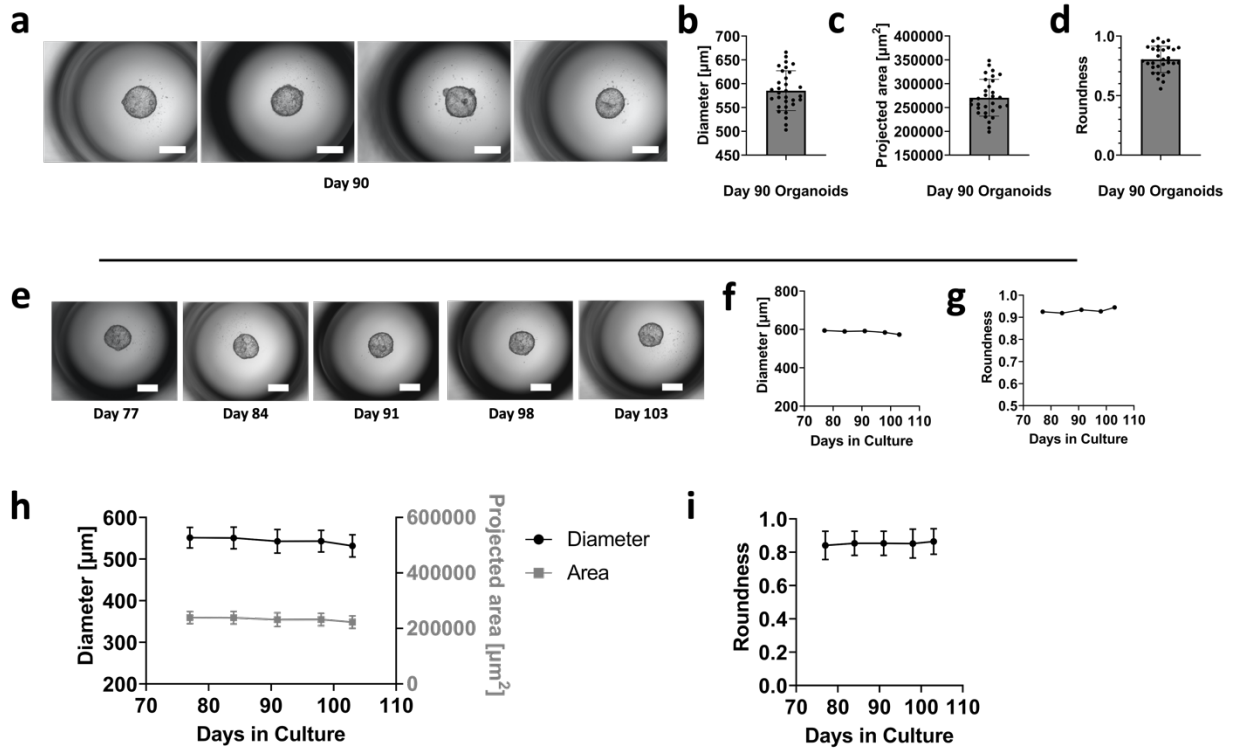 a
Day 90
b
Diameter [µm]
700
650
600
550
500
450
Day 90 Organoids
c
Projected area [µm²]
400000
350000
300000
250000
200000
150000
Day 90 Organoids
d
Roundness
1.0
0.5
0.0
Day 90 Organoids
e
Day 77
Day 84
Day 91
Day 98
Day 103
f
Diameter [µm]
800
600
400
200
70 80 90 100 110
Days in Culture
g
Roundness
1.0
0.9
0.8
0.7
0.6
0.5
70 80 90 100 110
Days in Culture
h
Diameter [µm]
600
500
400
300
200
70 80 90 100 110
Days in Culture
600000
400000
200000
0
Projected area [µm²]
Diameter
Area
i
Roundness
1.0
0.8
0.6
0.4
0.2
0.0
70 80 90 100 110
Days in Culture